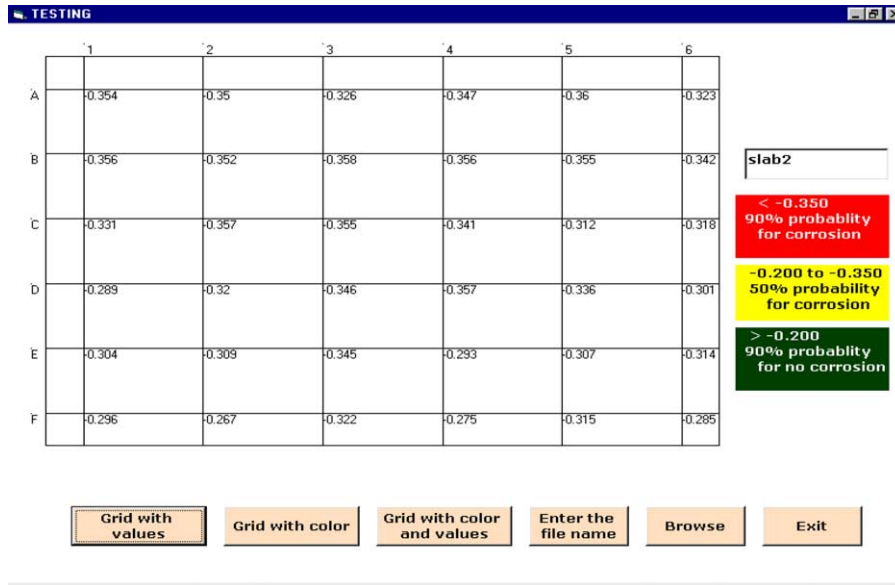 TESTING
1 2 3 4 5 6
A -0.354 -0.35 -0.326 -0.347 -0.36 -0.323
B -0.356 -0.352 -0.358 -0.356 -0.355 -0.342
C -0.331 -0.357 -0.355 -0.341 -0.312 -0.318
D -0.289 -0.32 -0.346 -0.357 -0.336 -0.301
E -0.304 -0.309 -0.345 -0.293 -0.307 -0.314
F -0.296 -0.267 -0.322 -0.275 -0.315 -0.285
slab2
< -0.350
90% probablity
for corrosion
-0.200 to -0.350
50% probability
for corrosion
> -0.200
90% probablity
for no corrosion
Grid with
values
Grid with color
Grid with color
and values
Enter the
file name
Browse
Exit